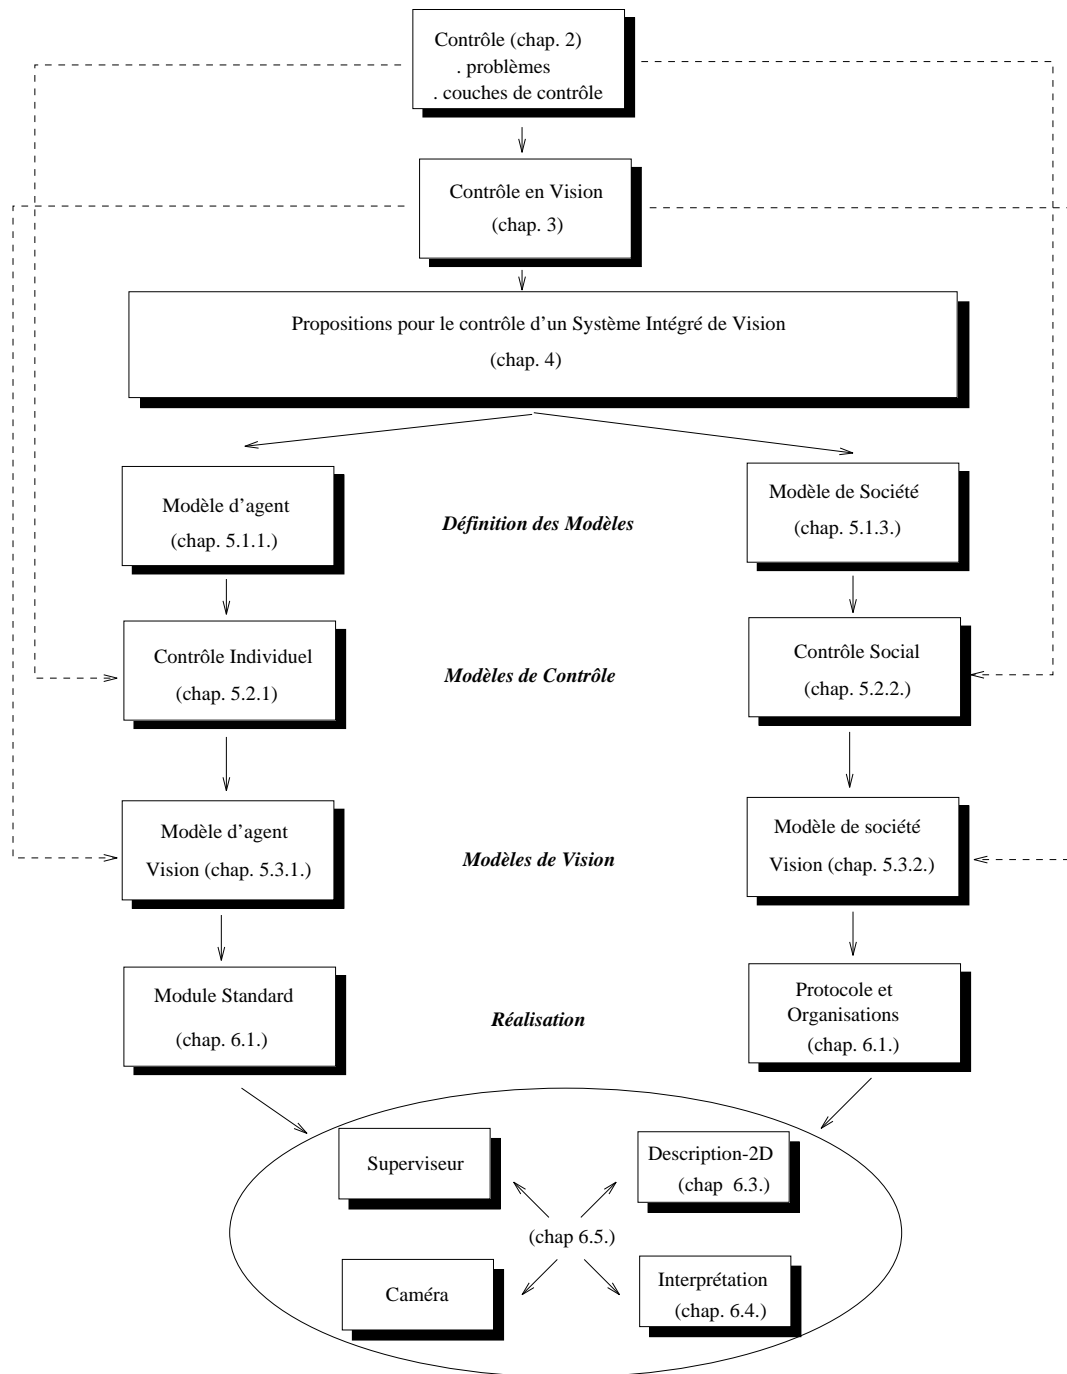 Contrôle (chap. 2)
. problèmes
. couches de contrôle
Contrôle en Vision
(chap. 3)
Propositions pour le contrôle d'un Système Intégré de Vision
(chap. 4)
Modèle d'agent
(chap. 5.1.1.)
Définition des Modèles
Modèle de Société
(chap. 5.1.3.)
Contrôle Individuel
(chap. 5.2.1)
Modèles de Contrôle
Contrôle Social
(chap. 5.2.2.)
Modèle d'agent
Vision (chap. 5.3.1.)
Modèles de Vision
Modèle de société
Vision (chap. 5.3.2.)
Module Standard
(chap. 6.1.)
Réalisation
Protocole et
Organisations
(chap. 6.1.)
Superviseur
Description-2D
(chap 6.3.)
(chap 6.5.)
Caméra
Interprétation
(chap. 6.4.)